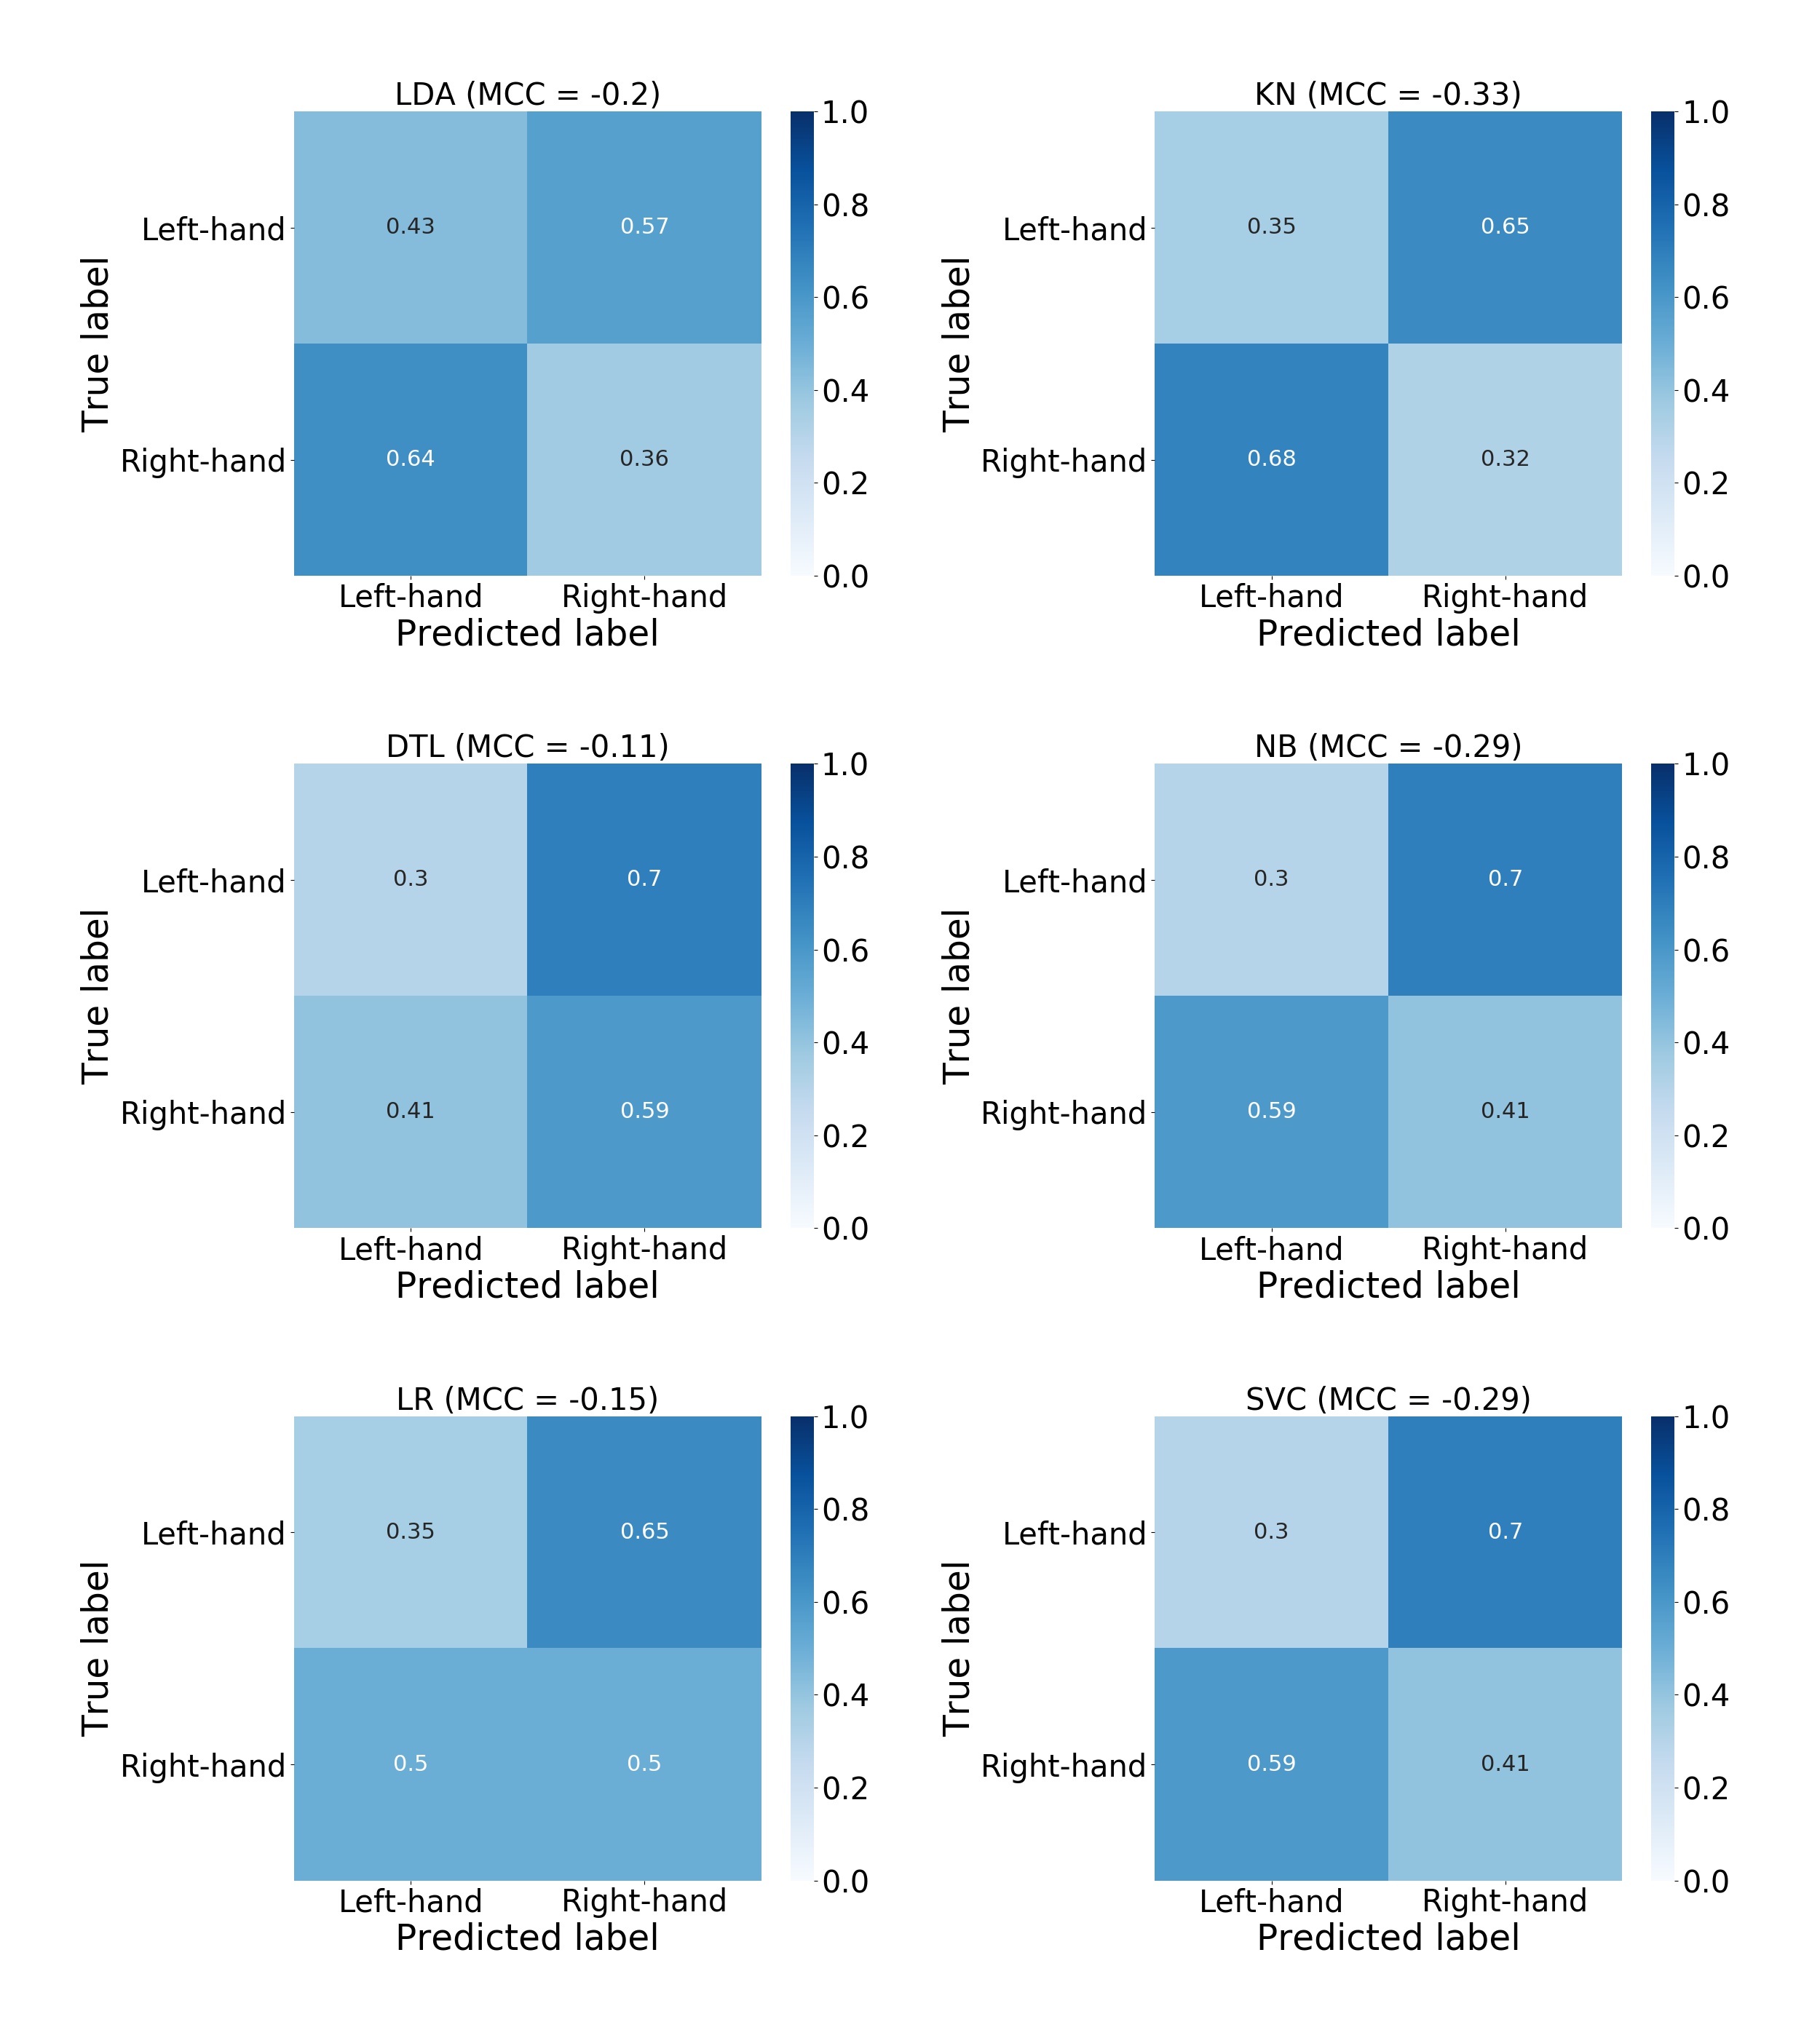 LDA (MCC = -0.2)
1.0
0.8
0.6
0.4
0.2
0.0
True label
Left-hand
0.43
0.57
Right-hand
0.64
0.36
Left-hand
Right-hand
Predicted label
KN (MCC = -0.33)
1.0
0.8
0.6
0.4
0.2
0.0
True label
Left-hand
0.35
0.65
Right-hand
0.68
0.32
Left-hand
Right-hand
Predicted label
DTL (MCC = -0.11)
1.0
0.8
0.6
0.4
0.2
0.0
True label
Left-hand
0.3
0.7
Right-hand
0.41
0.59
Left-hand
Right-hand
Predicted label
NB (MCC = -0.29)
1.0
0.8
0.6
0.4
0.2
0.0
True label
Left-hand
0.3
0.7
Right-hand
0.59
0.41
Left-hand
Right-hand
Predicted label
LR (MCC = -0.15)
1.0
0.8
0.6
0.4
0.2
0.0
True label
Left-hand
0.35
0.65
Right-hand
0.5
0.5
Left-hand
Right-hand
Predicted label
SVC (MCC = -0.29)
1.0
0.8
0.6
0.4
0.2
0.0
True label
Left-hand
0.3
0.7
Right-hand
0.59
0.41
Left-hand
Right-hand
Predicted label